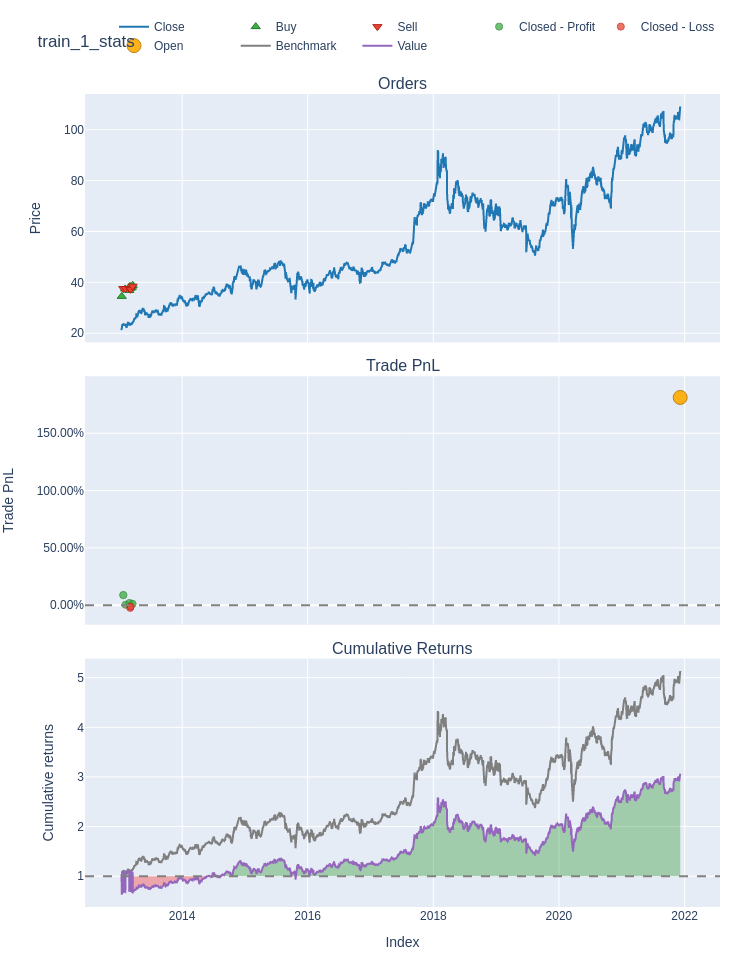 train_1_stats
Close
Buy
Sell
Closed - Profit
Closed - Loss
Open
Benchmark
Value
Orders
Price
100
80
60
40
20
Trade PnL
Trade PnL
150.00%
100.00%
50.00%
0.00%
Cumulative Returns
Cumulative returns
5
4
3
2
1
2014
2016
2018
2020
2022
Index